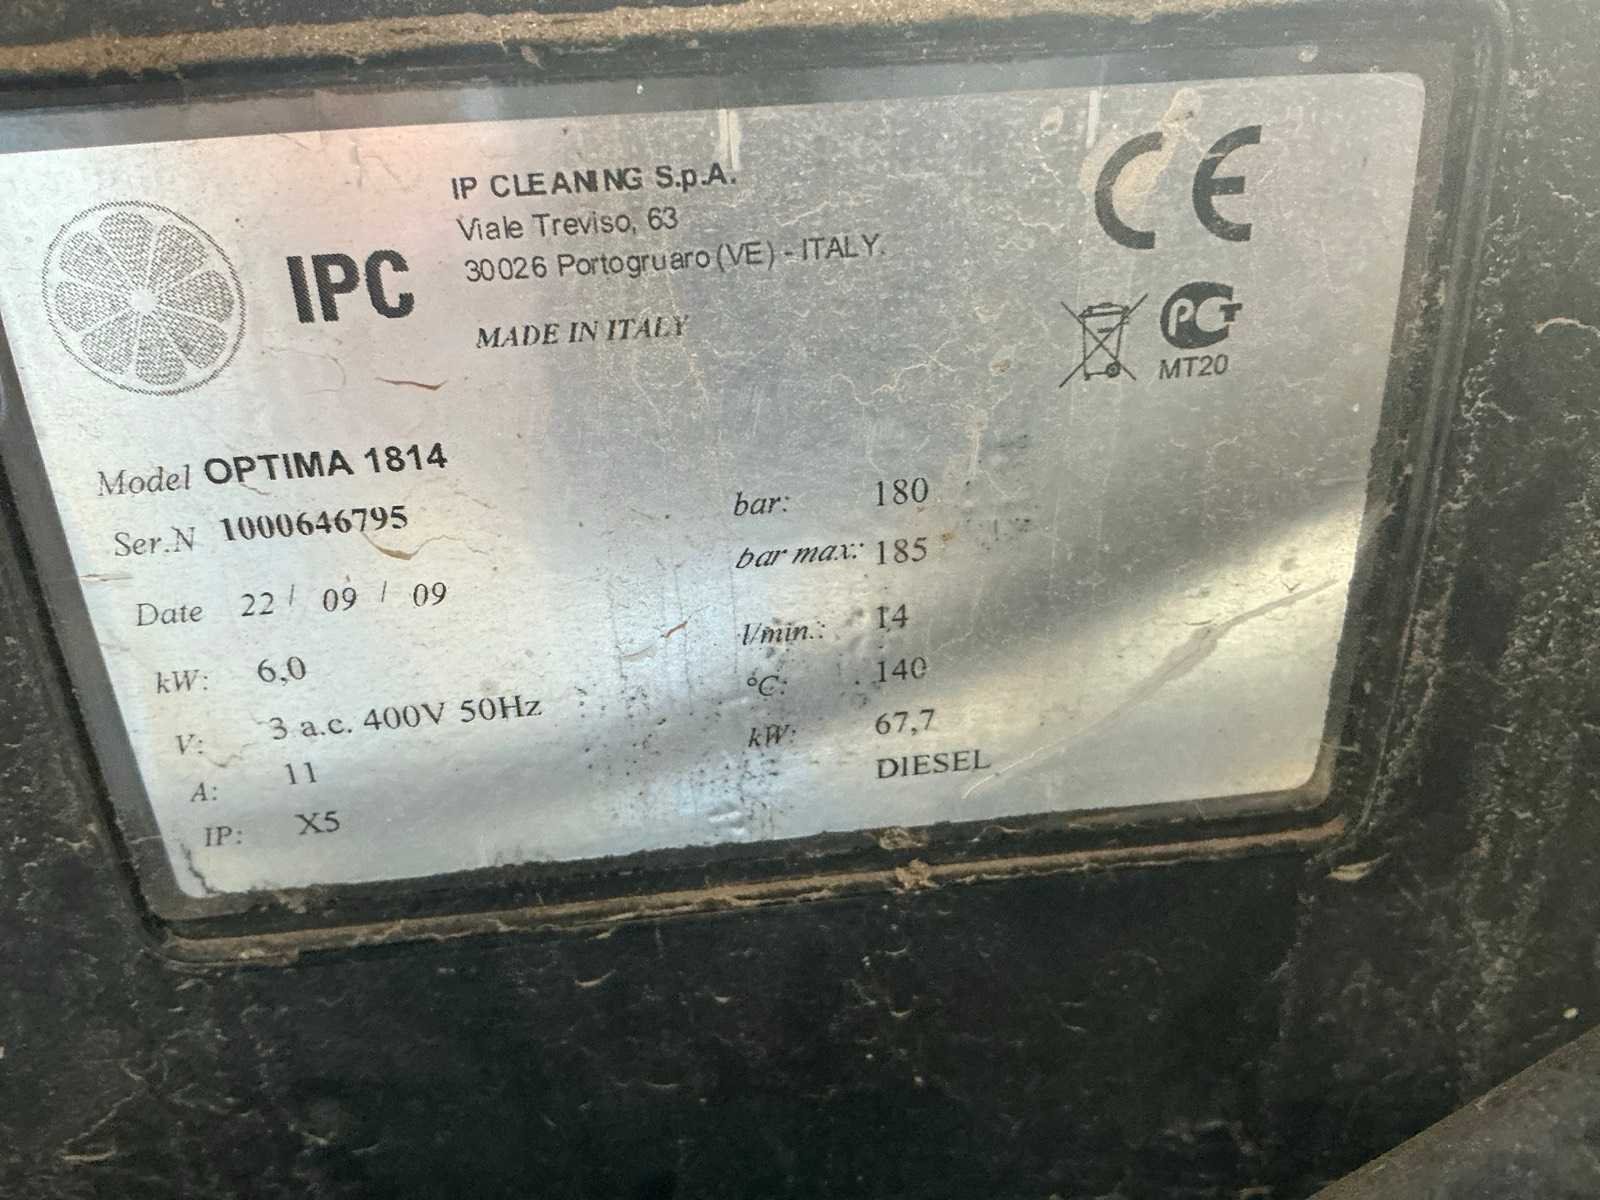 IP CLEANING S.p.A.
Viale Treviso, 63
30026 Portogruaro (VE) - ITALY.
IPC
MADE IN ITALY
CE
PCT
MT20
Model OPTIMA 1814
Ser.N 1000646795
Date 22 / 09 / 09
kW: 6,0
V: 3 a.c. 400V 50Hz
A: 11
IP: X5
bar: 180
bar max: 185
l/min.: 14
°C: 140
kW: 67,7
DIESEL